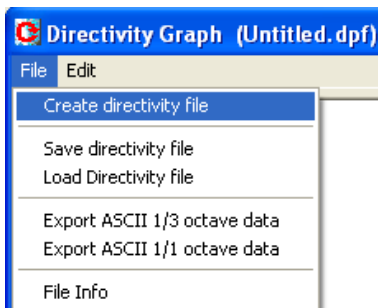 Directivity Graph (Untitled.dpf)
File Edit
Create directivity file
Save directivity file
Load Directivity file
Export ASCII 1/3 octave data
Export ASCII 1/1 octave data
File Info